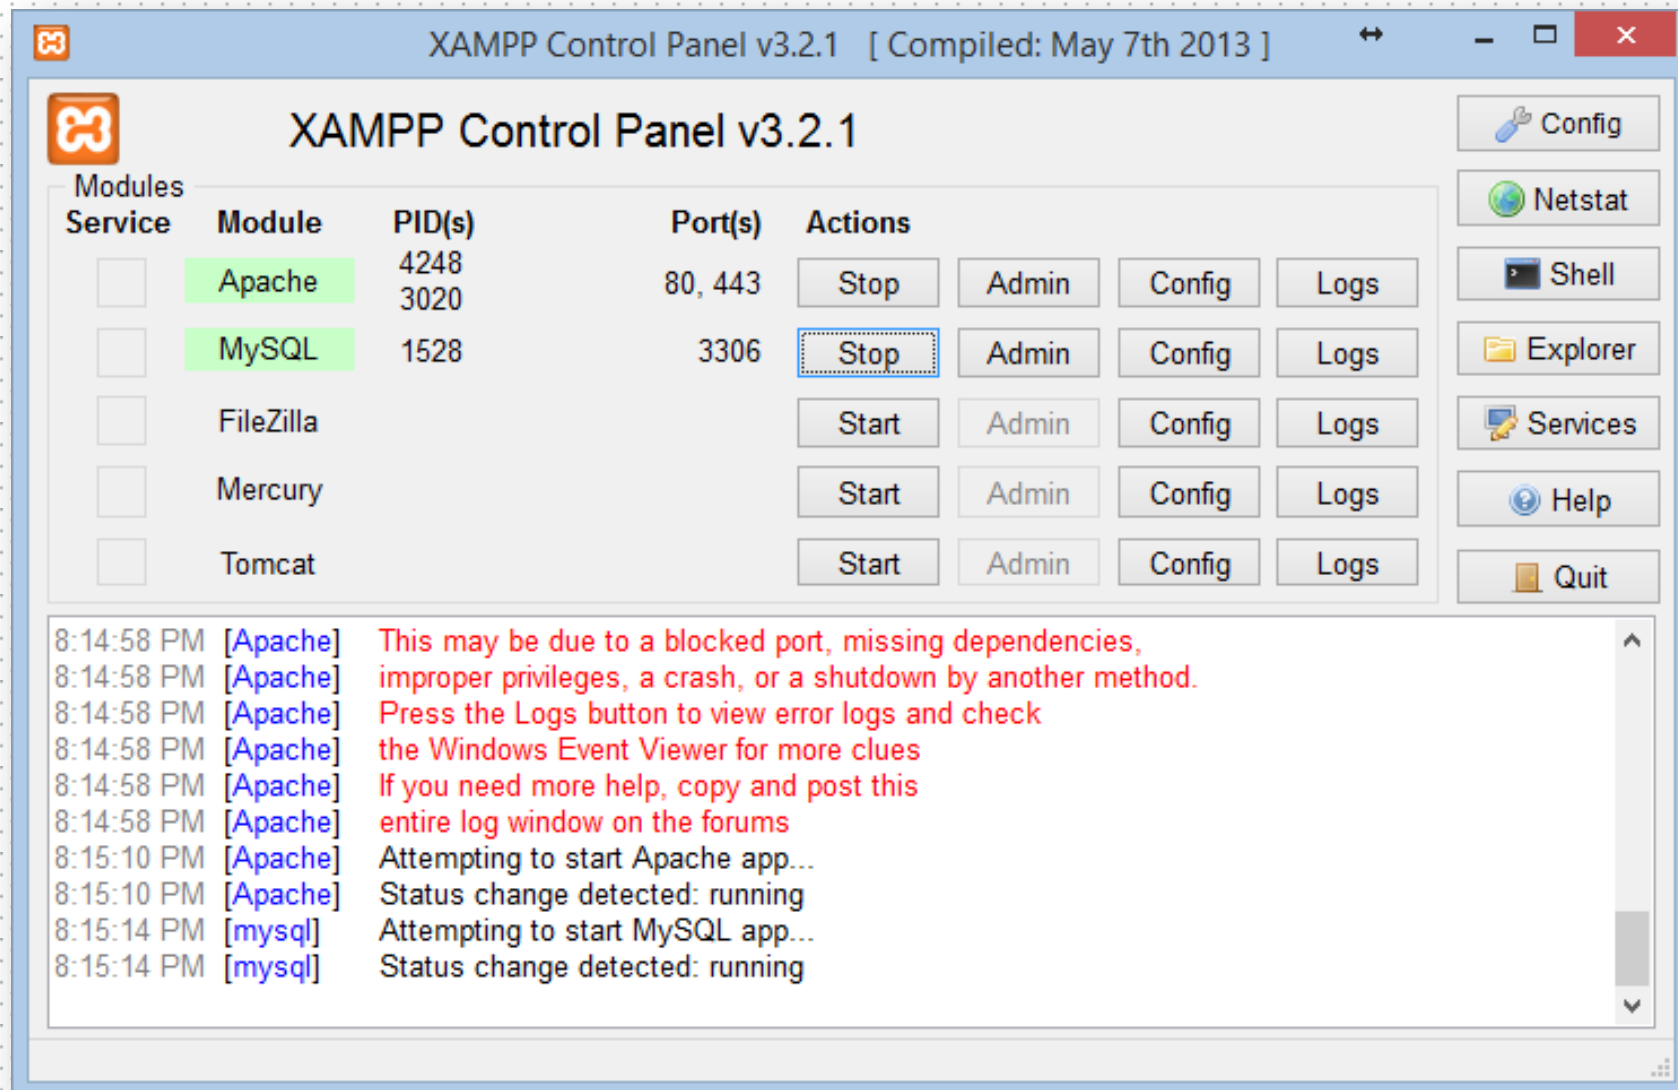 XAMPP Control Panel v3.2.1 [ Compiled: May 7th 2013 ]
XAMPP Control Panel v3.2.1
Config
Modules
Netstat
Service Module PID(s) Port(s) Actions
Apache 4248 3020 80, 443 Stop Admin Config Logs
Shell
MySQL 1528 3306 Stop Admin Config Logs
Explorer
FileZilla Start Admin Config Logs
Services
Mercury Start Admin Config Logs
Help
Tomcat Start Admin Config Logs
Quit
8:14:58 PM [Apache] This may be due to a blocked port, missing dependencies,
8:14:58 PM [Apache] improper privileges, a crash, or a shutdown by another method.
8:14:58 PM [Apache] Press the Logs button to view error logs and check
8:14:58 PM [Apache] the Windows Event Viewer for more clues
8:14:58 PM [Apache] If you need more help, copy and post this
8:14:58 PM [Apache] entire log window on the forums
8:15:10 PM [Apache] Attempting to start Apache app...
8:15:10 PM [Apache] Status change detected: running
8:15:14 PM [mysql] Attempting to start MySQL app...
8:15:14 PM [mysql] Status change detected: running